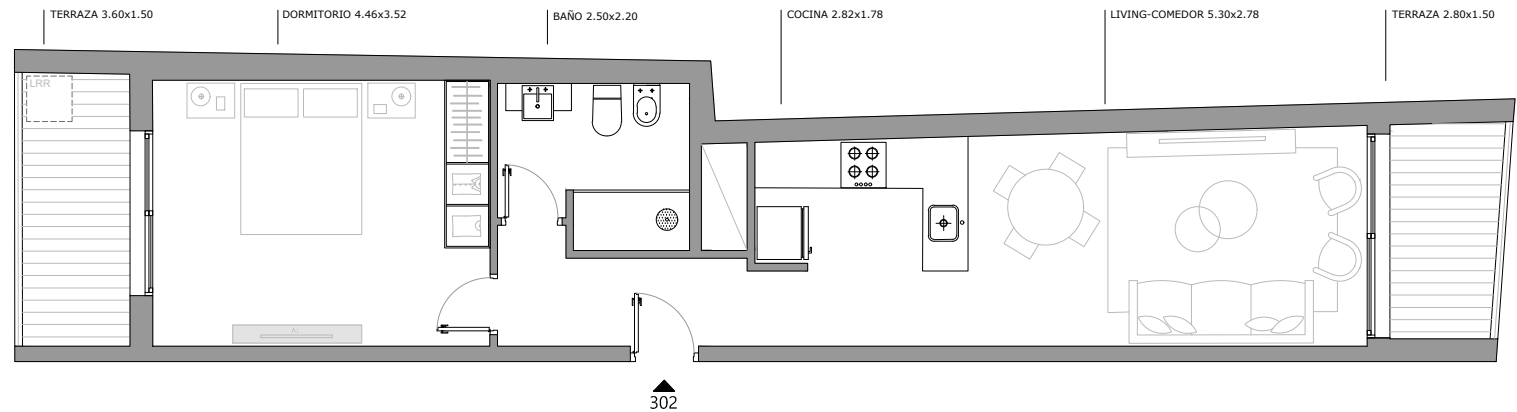 TERRAZA 3.60x1.50
DORMITORIO 4.46x3.52
BAÑO 2.50x2.20
COCINA 2.82x1.78
LIVING-COMEDOR 5.30x2.78
TERRAZA 2.80x1.50
LRR
302